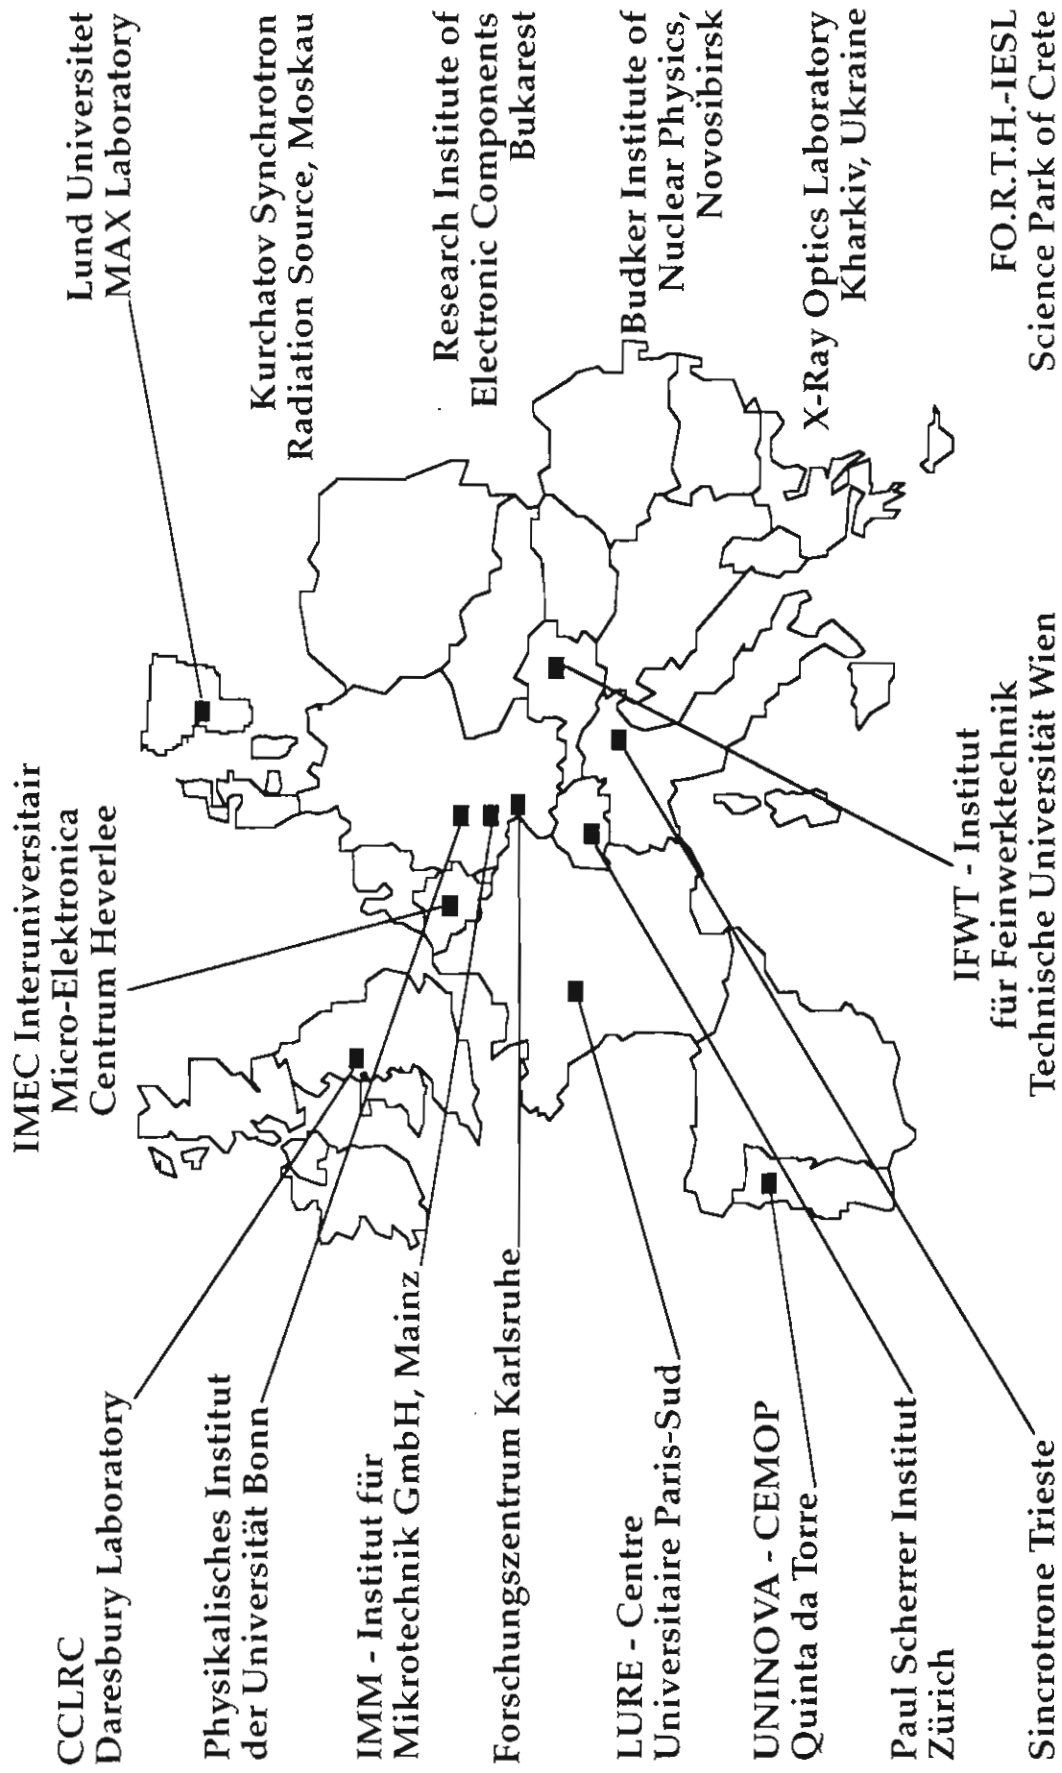 CCLRC
Daresbury Laboratory
Physikalisches Institut
der Universität Bonn
IMM - Institut für
Mikrotechnik GmbH, Mainz
Forschungszentrum Karlsruhe
LURE - Centre
Universitaire Paris-Sud
UNINOVA - CEMOP
Quinta da Torre
Paul Scherrer Institut
Zürich
Sincrotrone Trieste
IMEC Interuniversitair
Micro-Elektronica
Centrum Heverlee
IFWT - Institut
für Feinwerktechnik
Technische Universität Wien
Lund Universitet
MAX Laboratory
Kurchatov Synchrotron
Radiation Source, Moskau
Research Institute of
Electronic Components
Bukarest
Budker Institute of
Nuclear Physics,
Novosibirsk
X-Ray Optics Laboratory
Kharkiv, Ukraine
FO.R.T.H.-IESL
Science Park of Crete